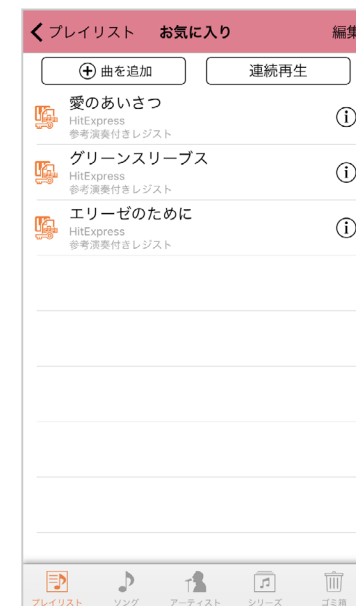 プレイリスト お気に入り 編集
曲を追加 連続再生
愛のあいさつ
HitExpress
参考演奏付きレジスト
グリーンスリーブス
HitExpress
参考演奏付きレジスト
エリーゼのために
HitExpress
参考演奏付きレジスト
プレイリスト ソング アーティスト シリーズ ゴミ箱